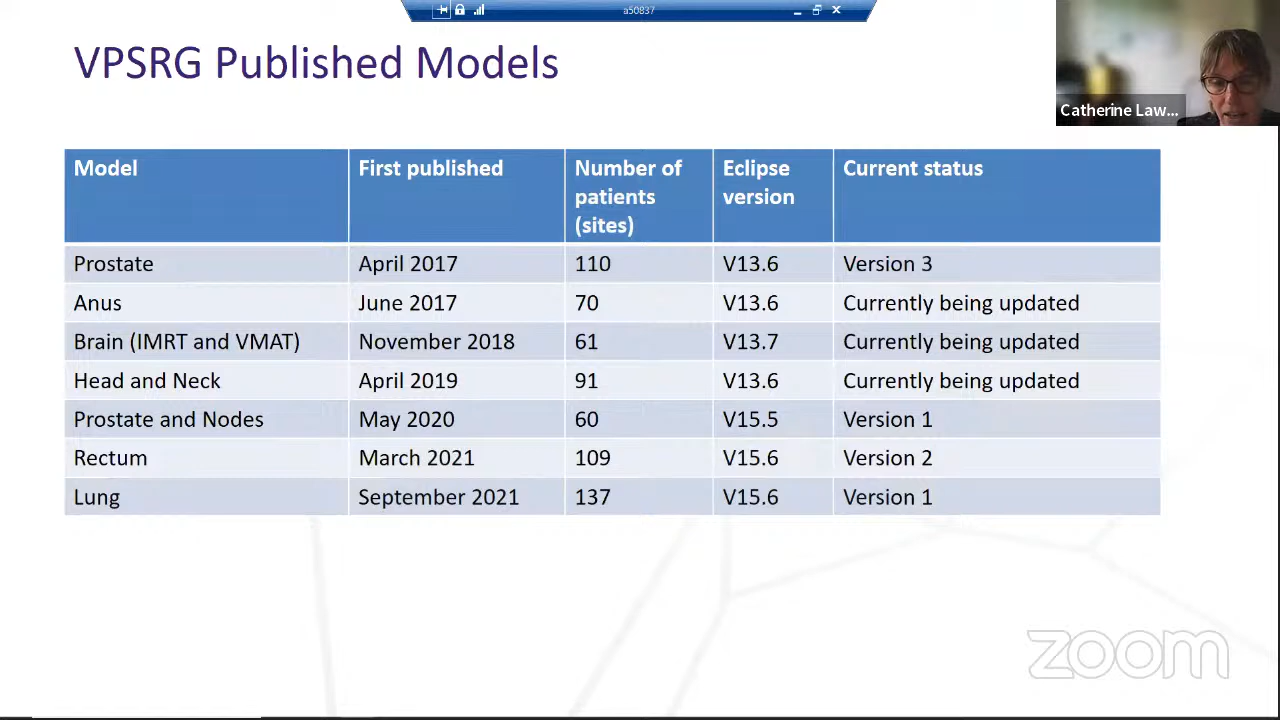 a50837
VPSRG Published Models
Catherine Law...
Model First published Number of patients (sites) Eclipse version Current status
Prostate April 2017 110 V13.6 Version 3
Anus June 2017 70 V13.6 Currently being updated
Brain (IMRT and VMAT) November 2018 61 V13.7 Currently being updated
Head and Neck April 2019 91 V13.6 Currently being updated
Prostate and Nodes May 2020 60 V15.5 Version 1
Rectum March 2021 109 V15.6 Version 2
Lung September 2021 137 V15.6 Version 1
zoom